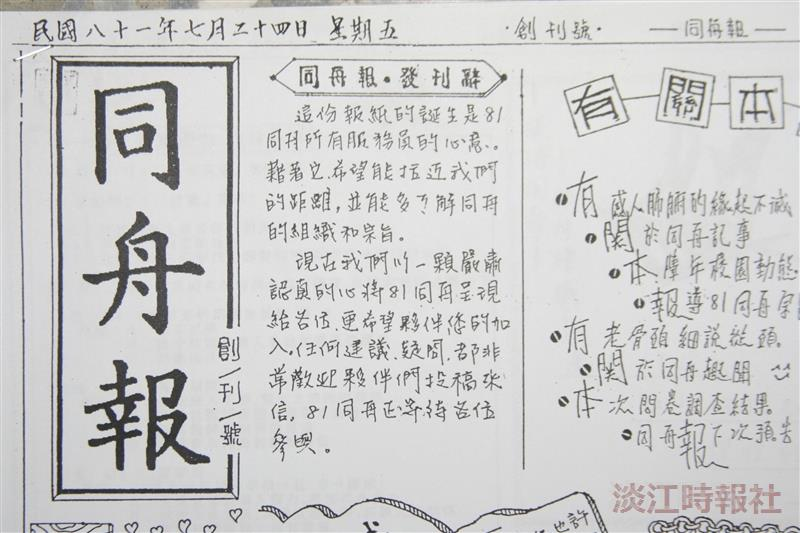 民國八十一年七月二十四日 星期五
·創刊號·
同舟報
同舟報
創刊號
同舟報·發刊辭
這份報紙的誕生是81
同舟所有服務員的心意。
藉著它,希望能拉近我們
的距離,並能多了解同舟
的組織和宗旨。
現在我們以一顆嚴肅
認真的心將81同舟呈現
給各位,更希望夥伴你的加
入。任何建議、疑問,都非
常歡迎夥伴們投稿來
信。81同舟正等待各位
參與。
有關本
有感人肺腑的緣起不滅
關於同舟記事
本障年校園動態
報導81同舟
有老骨頭細說從頭
關於同舟趣聞
本次問卷調查結果
同舟報下次預告
也許
淡江時報社